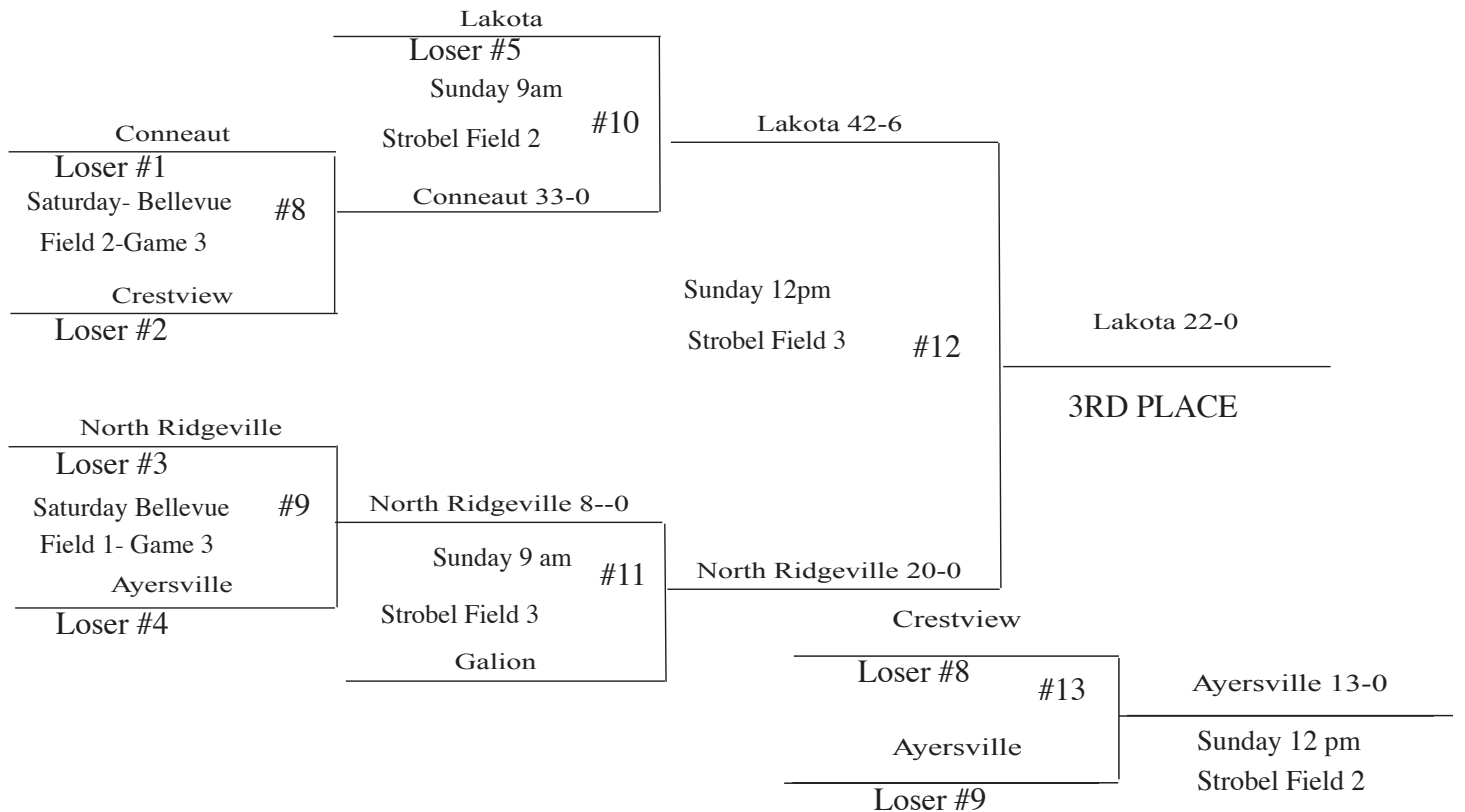 Lakota
Loser #5
Sunday 9am
#10
Strobel Field 2
Lakota 42-6
Conneaut
Loser #1
Saturday- Bellevue
#8
Field 2-Game 3
Conneaut 33-0
Crestview
Loser #2
Sunday 12pm
Strobel Field 3
#12
Lakota 22-0
3RD PLACE
North Ridgeville
Loser #3
Saturday Bellevue
#9
Field 1- Game 3
North Ridgeville 8--0
Ayersville
Loser #4
Sunday 9 am
#11
Strobel Field 3
North Ridgeville 20-0
Galion
Crestview
Loser #8
#13
Ayersville 13-0
Ayersville
Sunday 12 pm
Strobel Field 2
Loser #9